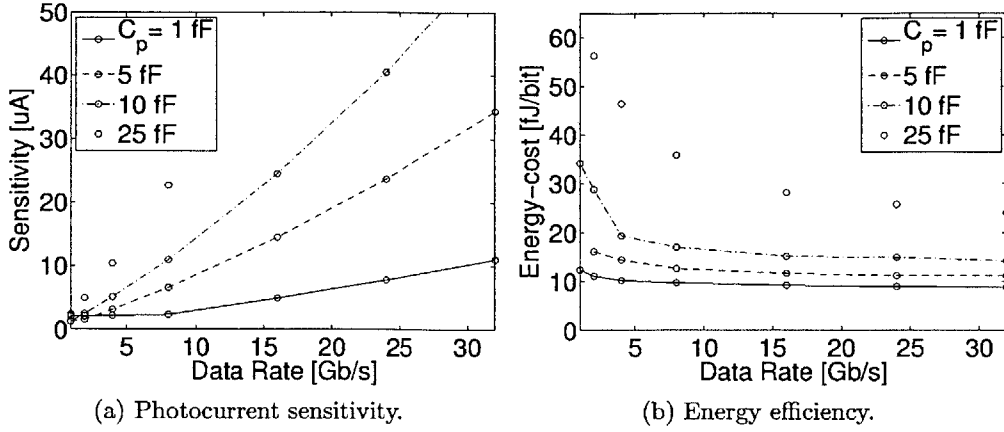 50
40
30
20
10
0
Sensitivity [uA]
5 10 15 20 25 30
Data Rate [Gb/s]
C_p = 1 fF
5 fF
10 fF
25 fF
(a) Photocurrent sensitivity.
60
50
40
30
20
10
0
Energy-cost [fJ/bit]
5 10 15 20 25 30
Data Rate [Gb/s]
C_p = 1 fF
5 fF
10 fF
25 fF
(b) Energy efficiency.